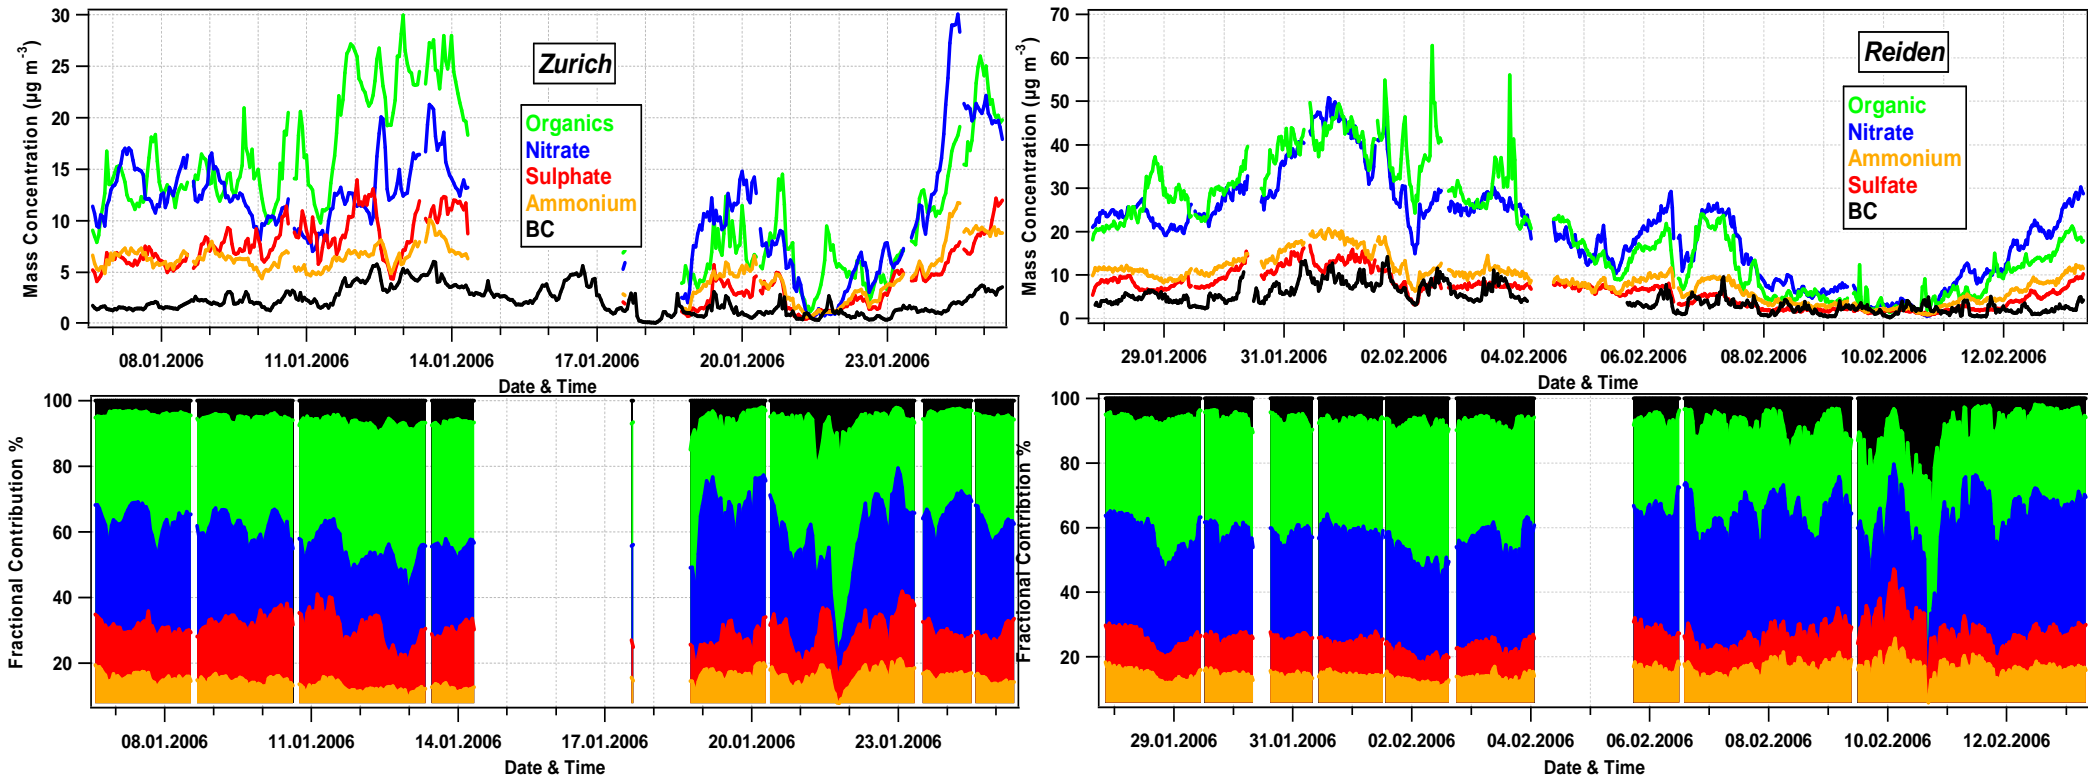 30
25
20
15
10
5
0
Mass Concentration (µg m⁻³)
Zurich
Organics
Nitrate
Sulphate
Ammonium
BC
08.01.2006
11.01.2006
14.01.2006
17.01.2006
20.01.2006
23.01.2006
Date & Time
70
60
50
40
30
20
10
0
Mass Concentration (µg m⁻³)
Reiden
Organic
Nitrate
Ammonium
Sulfate
BC
29.01.2006
31.01.2006
02.02.2006
04.02.2006
06.02.2006
08.02.2006
10.02.2006
12.02.2006
Date & Time
100
80
60
40
20
Fractional Contribution %
08.01.2006
11.01.2006
14.01.2006
17.01.2006
20.01.2006
23.01.2006
Date & Time
100
80
60
40
20
Fractional Contribtion %
29.01.2006
31.01.2006
02.02.2006
04.02.2006
06.02.2006
08.02.2006
10.02.2006
12.02.2006
Date & Time